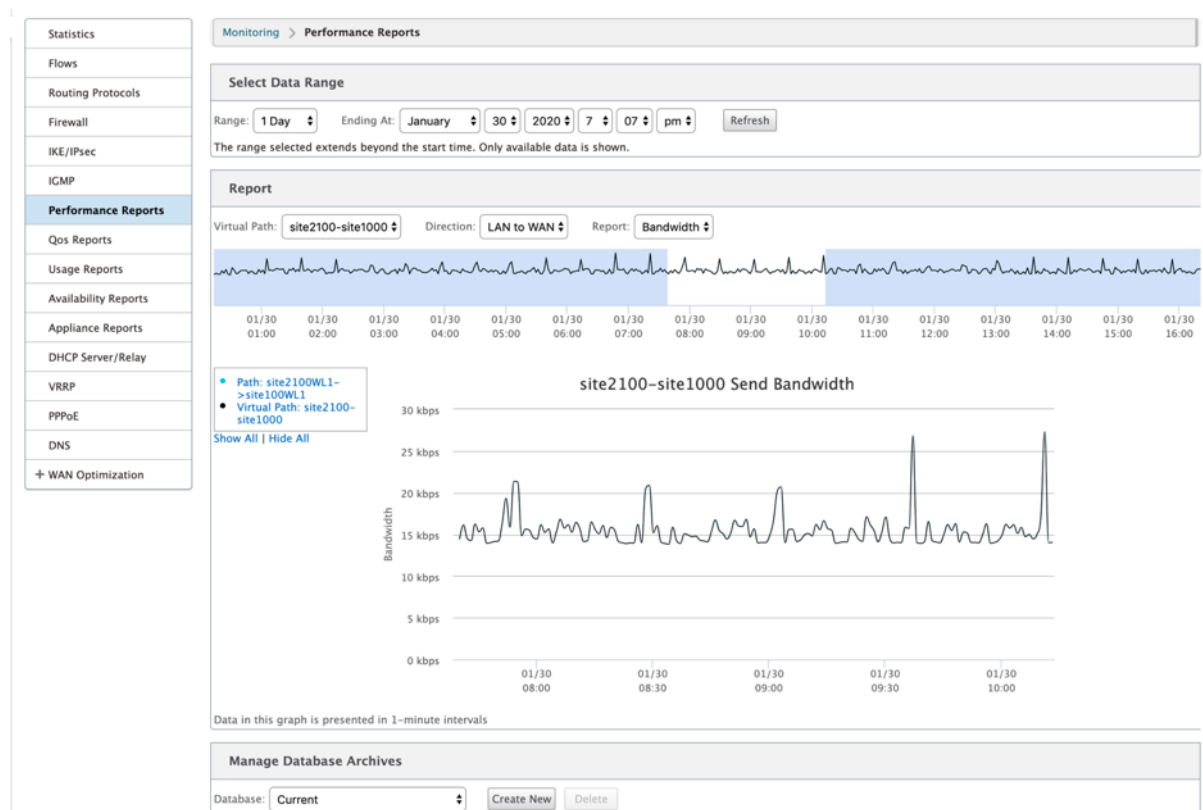 Statistics
Flows
Routing Protocols
Firewall
IKE/IPsec
IGMP
Performance Reports
Qos Reports
Usage Reports
Availability Reports
Appliance Reports
DHCP Server/Relay
VRRP
PPPoE
DNS
+ WAN Optimization
Monitoring > Performance Reports
Select Data Range
Range: 1 Day Ending At: January 30 2020 7 07 pm Refresh
The range selected extends beyond the start time. Only available data is shown.
Report
Virtual Path: site2100-site1000 Direction: LAN to WAN Report: Bandwidth
01/30 01/30 01/30 01/30 01/30 01/30 01/30 01/30 01/30 01/30 01/30 01/30 01/30 01/30 01/30 01/30
01:00 02:00 03:00 04:00 05:00 06:00 07:00 08:00 09:00 10:00 11:00 12:00 13:00 14:00 15:00 16:00
Path: site2100WL1-
>site100WL1
Virtual Path: site2100-
site1000
Show All | Hide All
site2100-site1000 Send Bandwidth
30 kbps
25 kbps
20 kbps
15 kbps
10 kbps
5 kbps
0 kbps
Bandwidth
01/30 01/30 01/30 01/30 01/30
08:00 08:30 09:00 09:30 10:00
Data in this graph is presented in 1-minute intervals
Manage Database Archives
Database: Current Create New Delete